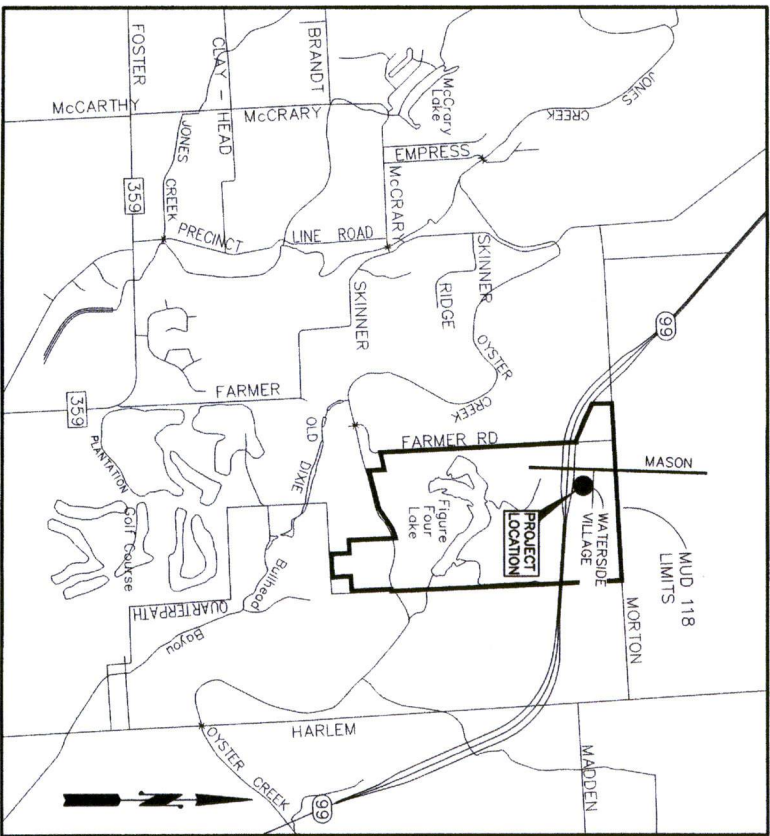 FOSTER
CLAY - HEAD
BRANDT
McCARTHY
McCRARY
McCrary
Lake
JONES
CREEK
EMPRESS
JONES
CREEK
McCRARY
359
PRECINCT
LINE ROAD
SKINNER
SKINNER
RIDGE
OYSTER
CREEK
99
FARMER
359
OLD
DIXIE
FARMER RD
MASON
PLANTATION
Golf Course
Figure
Four
Lake
PROJECT
LOCATION
WATERSIDE
VILLAGE
MUD 118
LIMITS
Bullhead
Bayou
QUARTERPATH
MORTON
HARLEM
OYSTER
CREEK
MADDEN
99
N